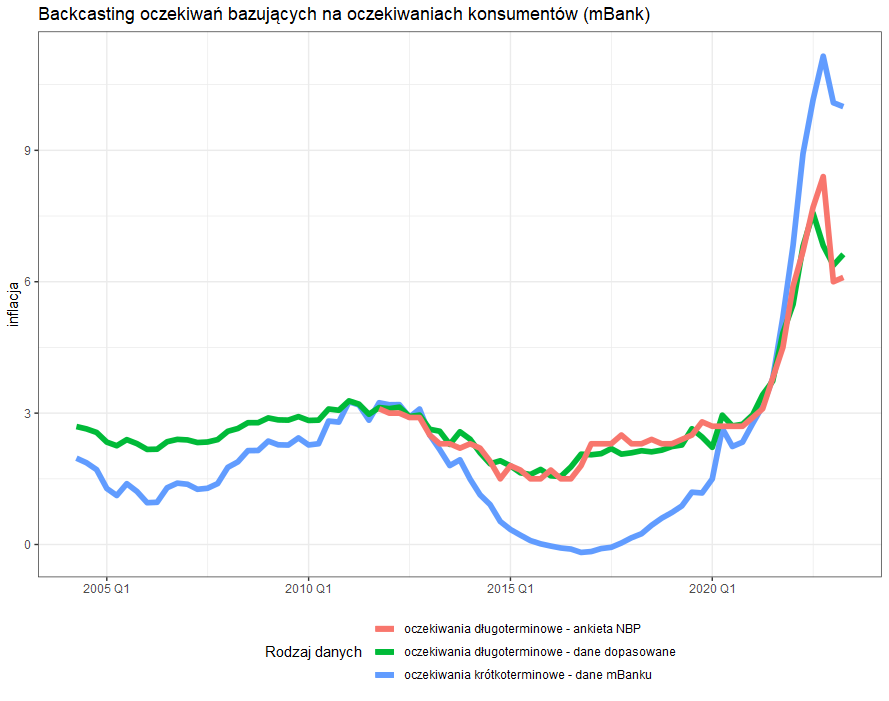 Backcasting oczekiwań bazujących na oczekiwaniach konsumentów (mBank)
9
6
3
0
inflacja
2005 Q1 2010 Q1 2015 Q1 2020 Q1
Rodzaj danych
oczekiwania długoterminowe - ankieta NBP
oczekiwania długoterminowe - dane dopasowane
oczekiwania krótkoterminowe - dane mBanku